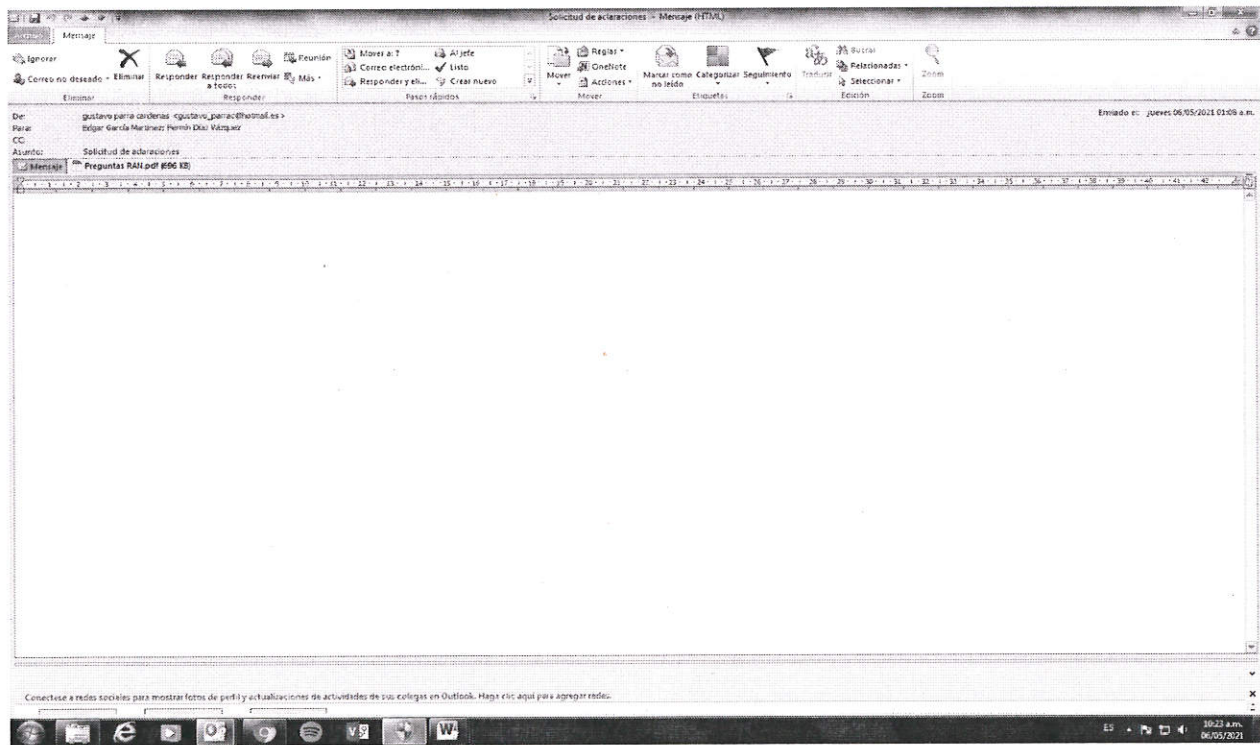 Solicitud de aclaraciones - Mensaje (HTML)
Archivo Mensaje
Ignorar
Correo no deseado
Eliminar
Responder
Responder a todos
Reenviar
Reunión
Más
Mover a: ?
Correo electróni...
Responder y eli...
Al jefe
Listo
Crear nuevo
Mover
Reglas
OneNote
Acciones
Marcar como no leído
Categorizar
Seguimiento
Traducir
Buscar
Relacionadas
Seleccionar
Zoom
Eliminar Responder Pasos rápidos Mover Etiquetas Edición Zoom
De: gustavo parra cardenas <gustavo_parrac@hotmail.es> Enviado e: jueves 06/05/2021 01:06 a.m.
Para: Edgar García Martínez; Fermín Díaz Vázquez
CC
Asunto: Solicitud de aclaraciones
Mensaje Preguntas RAN.pdf (696 KB)
Conectese a redes sociales para mostrar fotos de perfil y actualizaciones de actividades de sus colegas en Outlook. Haga clic aquí para agregar redes.
ES 10:23 a.m.
06/05/2021